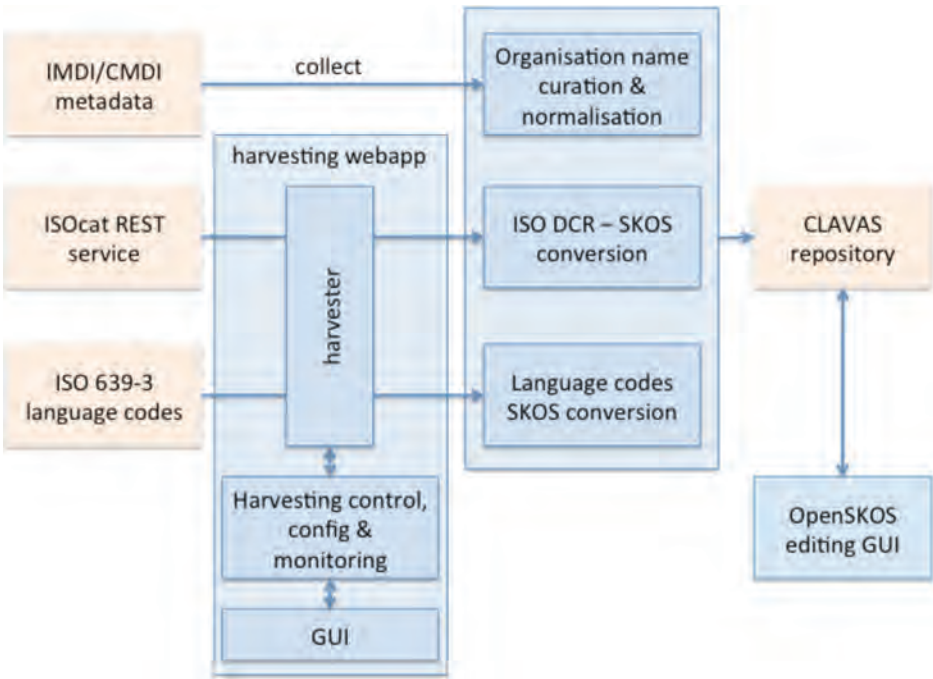 IMDI/CMDI
metadata
collect
Organisation name
curation &
normalisation
harvesting webapp
ISOcat REST
service
harvester
ISO DCR – SKOS
conversion
CLAVAS
repository
ISO 639-3
language codes
Language codes
SKOS conversion
Harvesting control,
config &
monitoring
OpenSKOS
editing GUI
GUI